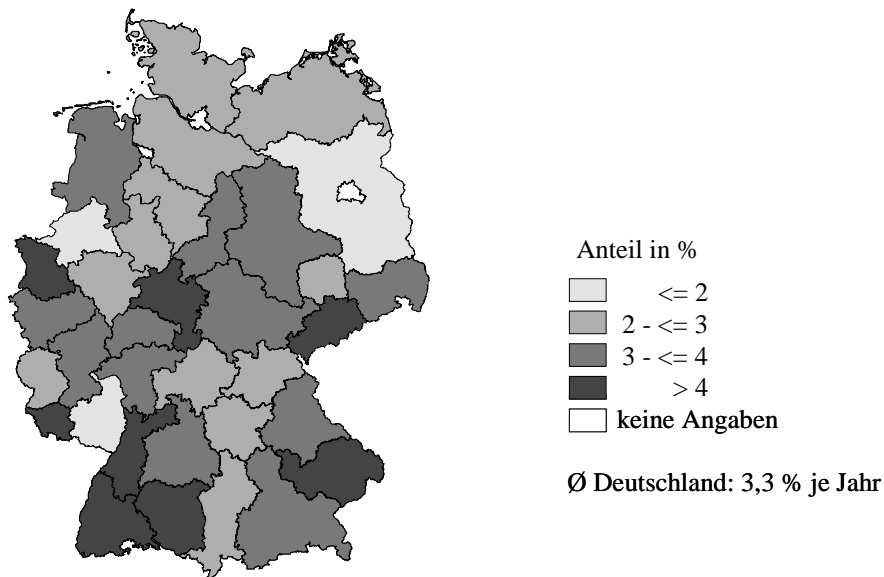 Anteil in %
<= 2
2 - <= 3
3 - <= 4
> 4
keine Angaben
Ø Deutschland: 3,3 % je Jahr